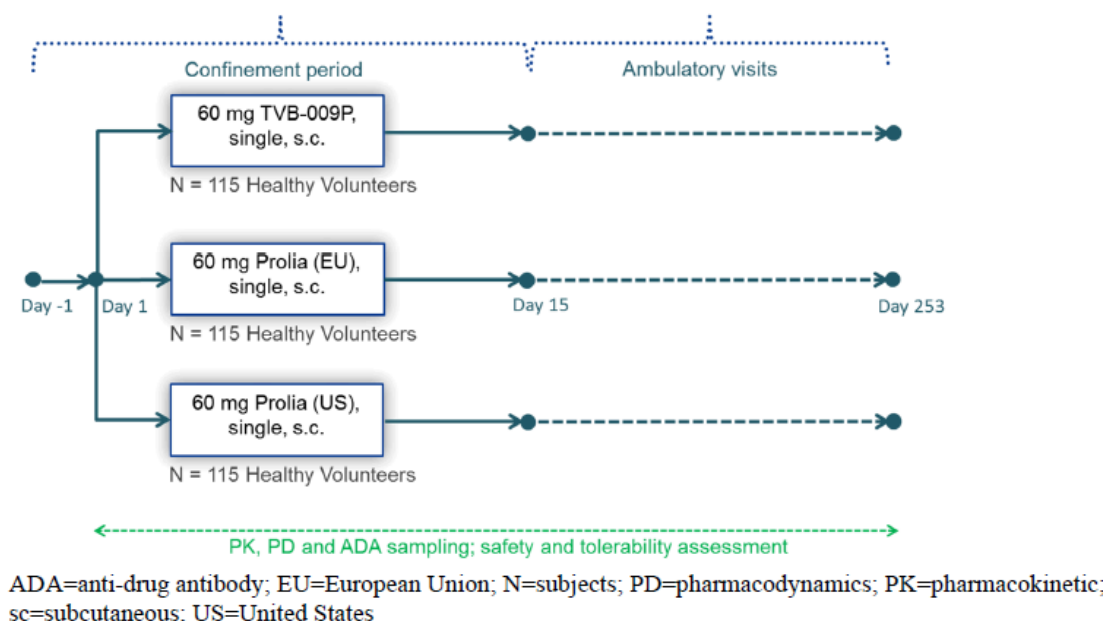 Confinement period
Ambulatory visits
60 mg TVB-009P,
single, s.c.
N = 115 Healthy Volunteers
60 mg Prolia (EU),
single, s.c.
Day -1
Day 1
N = 115 Healthy Volunteers
Day 15
Day 253
60 mg Prolia (US),
single, s.c.
N = 115 Healthy Volunteers
PK, PD and ADA sampling; safety and tolerability assessment
ADA=anti-drug antibody; EU=European Union; N=subjects; PD=pharmacodynamics; PK=pharmacokinetic;
sc=subcutaneous; US=United States